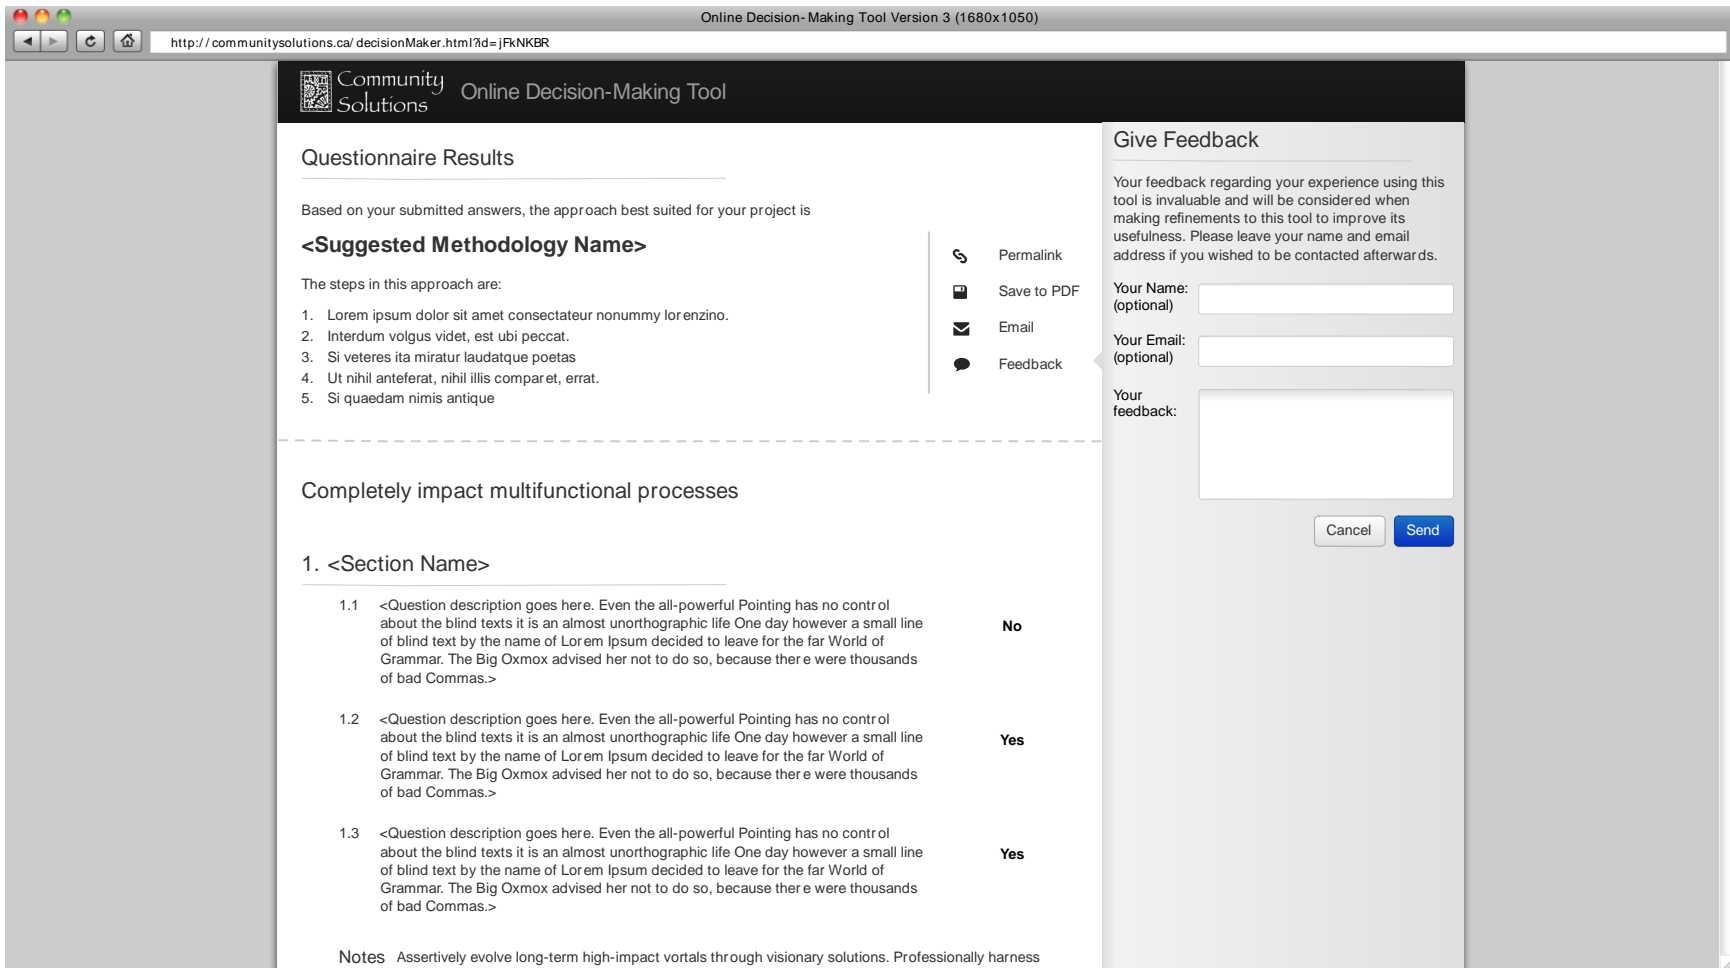 Online Decision-Making Tool Version 3 (1680x1050)
http://communitysolutions.ca/decisionMaker.html?id=jFkNKBR
Community
Solutions
Online Decision-Making Tool
Questionnaire Results
Based on your submitted answers, the approach best suited for your project is
<Suggested Methodology Name>
The steps in this approach are:
1. Lorem ipsum dolor sit amet consectateur nonummy lorenzino.
2. Interdum volgus videt, est ubi peccat.
3. Si veteres ita miratur laudatque poetas
4. Ut nihil anteferat, nihil illis comparet, errat.
5. Si quaedam nimis antique
Permalink
Save to PDF
Email
Feedback
Completely impact multifunctional processes
1. <Section Name>
1.1 <Question description goes here. Even the all-powerful Pointing has no control
about the blind texts it is an almost unorthographic life One day however a small line
of blind text by the name of Lorem Ipsum decided to leave for the far World of
Grammar. The Big Oxmox advised her not to do so, because there were thousands
of bad Commas.>
No
1.2 <Question description goes here. Even the all-powerful Pointing has no control
about the blind texts it is an almost unorthographic life One day however a small line
of blind text by the name of Lorem Ipsum decided to leave for the far World of
Grammar. The Big Oxmox advised her not to do so, because there were thousands
of bad Commas.>
Yes
1.3 <Question description goes here. Even the all-powerful Pointing has no control
about the blind texts it is an almost unorthographic life One day however a small line
of blind text by the name of Lorem Ipsum decided to leave for the far World of
Grammar. The Big Oxmox advised her not to do so, because there were thousands
of bad Commas.>
Yes
Notes Assertively evolve long-term high-impact vortals through visionary solutions. Professionally harness
Give Feedback
Your feedback regarding your experience using this
tool is invaluable and will be considered when
making refinements to this tool to improve its
usefulness. Please leave your name and email
address if you wished to be contacted afterwards.
Your Name:
(optional)
Your Email:
(optional)
Your
feedback:
Cancel
Send